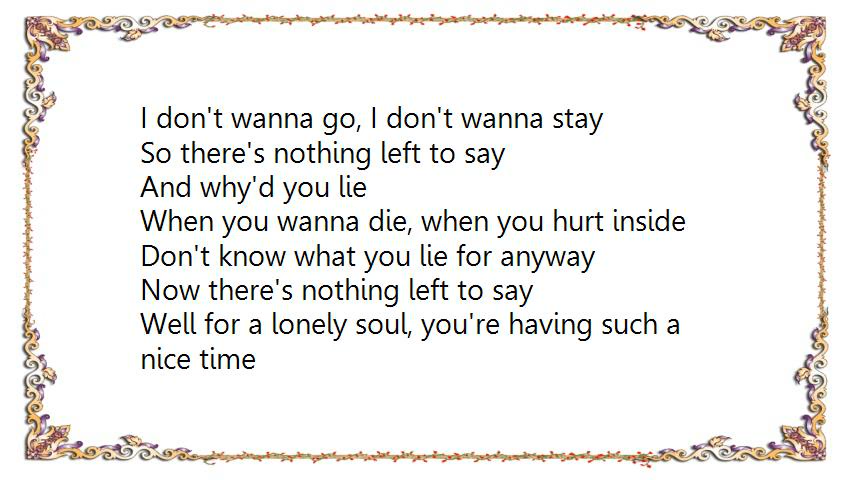 I don't wanna go, I don't wanna stay
So there's nothing left to say
And why'd you lie
When you wanna die, when you hurt inside
Don't know what you lie for anyway
Now there's nothing left to say
Well for a lonely soul, you're having such a
nice time